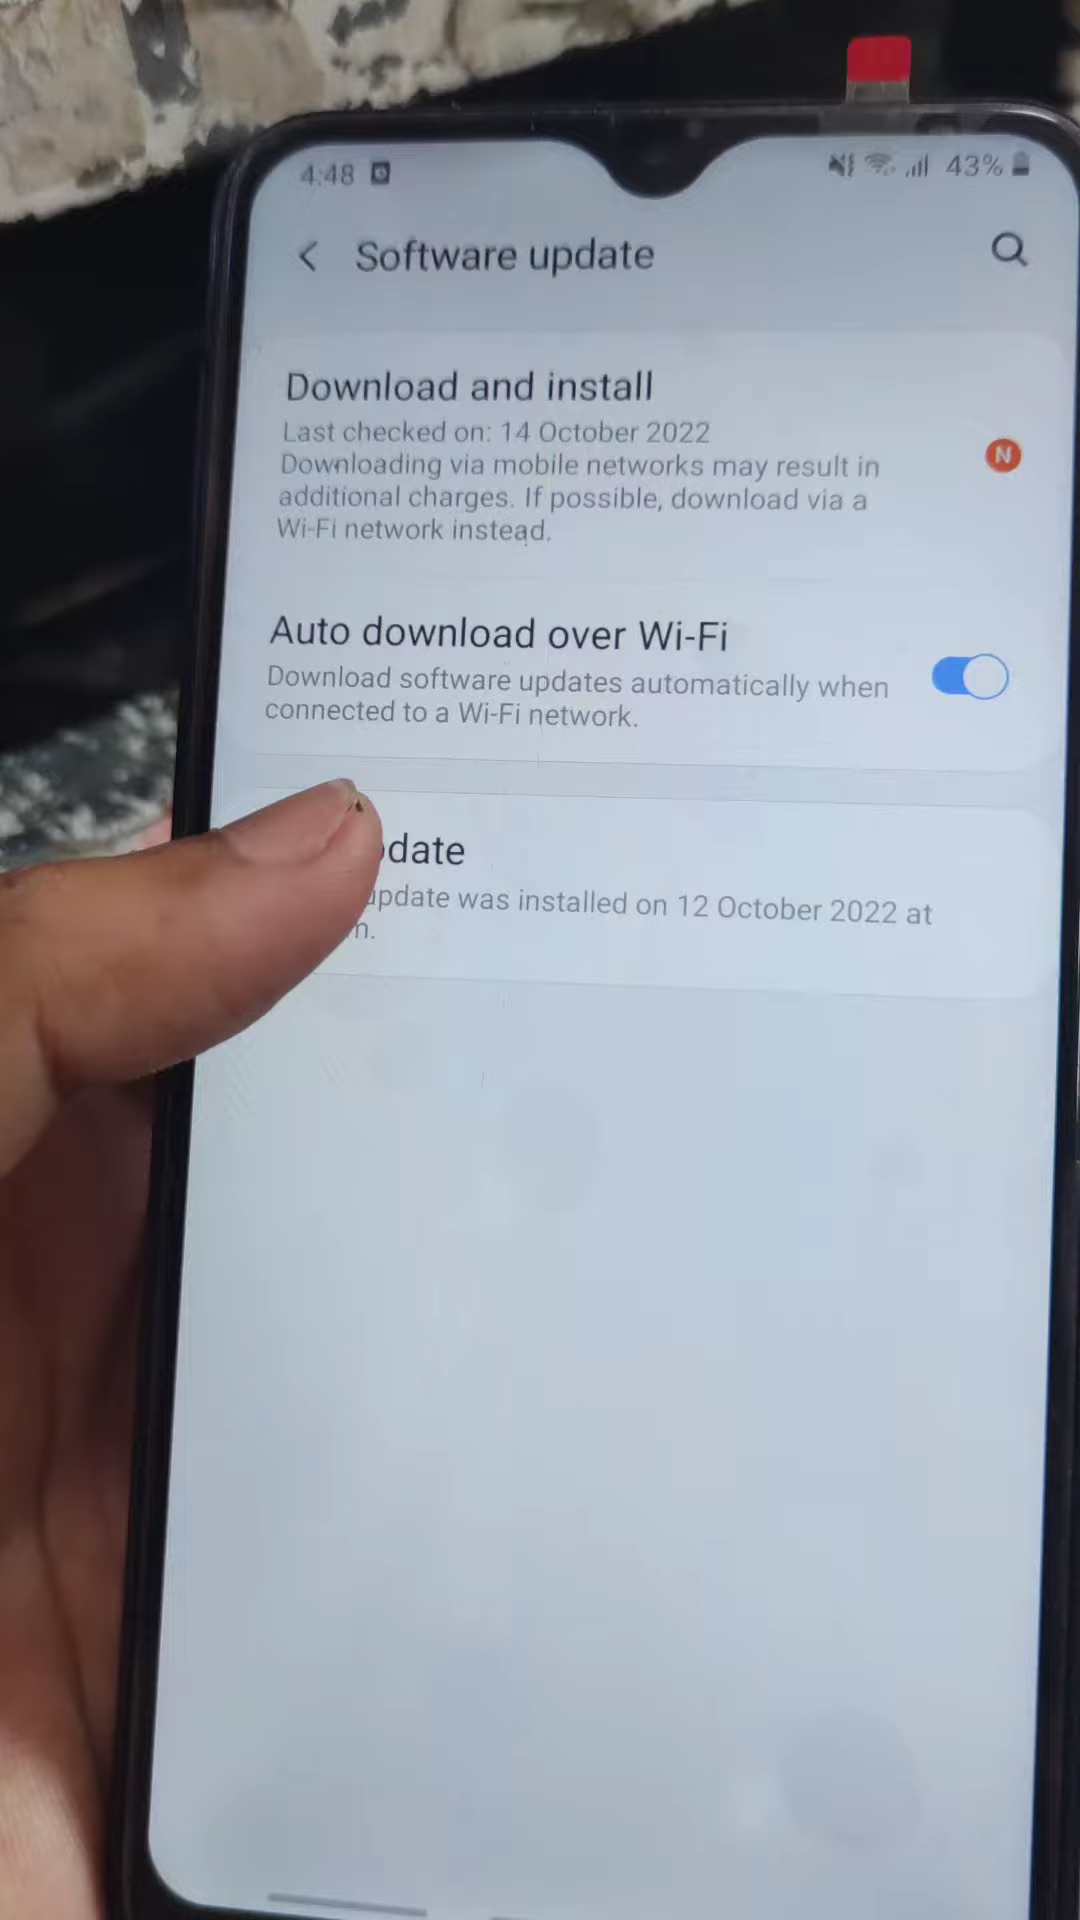 4:48
43%
Software update
Download and install
Last checked on: 14 October 2022
Downloading via mobile networks may result in
additional charges. If possible, download via a
Wi-Fi network instead.
N
Auto download over Wi-Fi
Download software updates automatically when
connected to a Wi-Fi network.
was installed on 12 October 2022 at